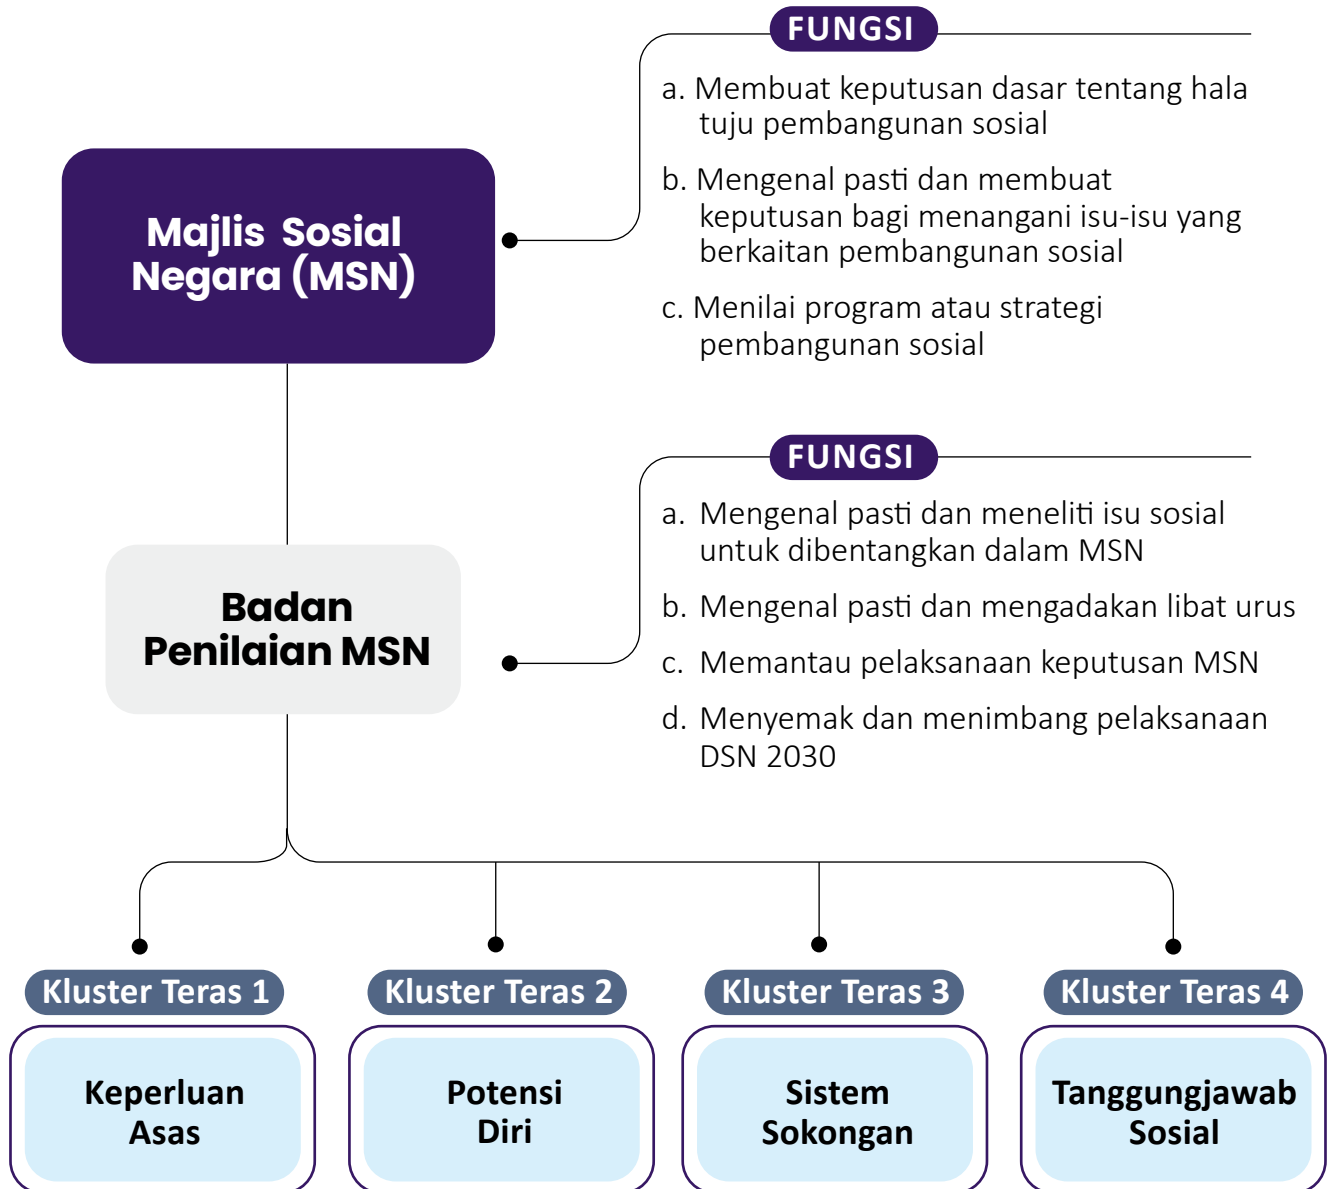 FUNGSI
a. Membuat keputusan dasar tentang hala
tuju pembangunan sosial
b. Mengenal pasti dan membuat
keputusan bagi menangani isu-isu yang
berkaitan pembangunan sosial
c. Menilai program atau strategi
pembangunan sosial
Majlis Sosial
Negara (MSN)
FUNGSI
a. Mengenal pasti dan meneliti isu sosial
untuk dibentangkan dalam MSN
b. Mengenal pasti dan mengadakan libat urus
c. Memantau pelaksanaan keputusan MSN
d. Menyemak dan menimbang pelaksanaan
DSN 2030
Badan
Penilaian MSN
Kluster Teras 1
Keperluan
Asas
Kluster Teras 2
Potensi
Diri
Kluster Teras 3
Sistem
Sokongan
Kluster Teras 4
Tanggungjawab
Sosial